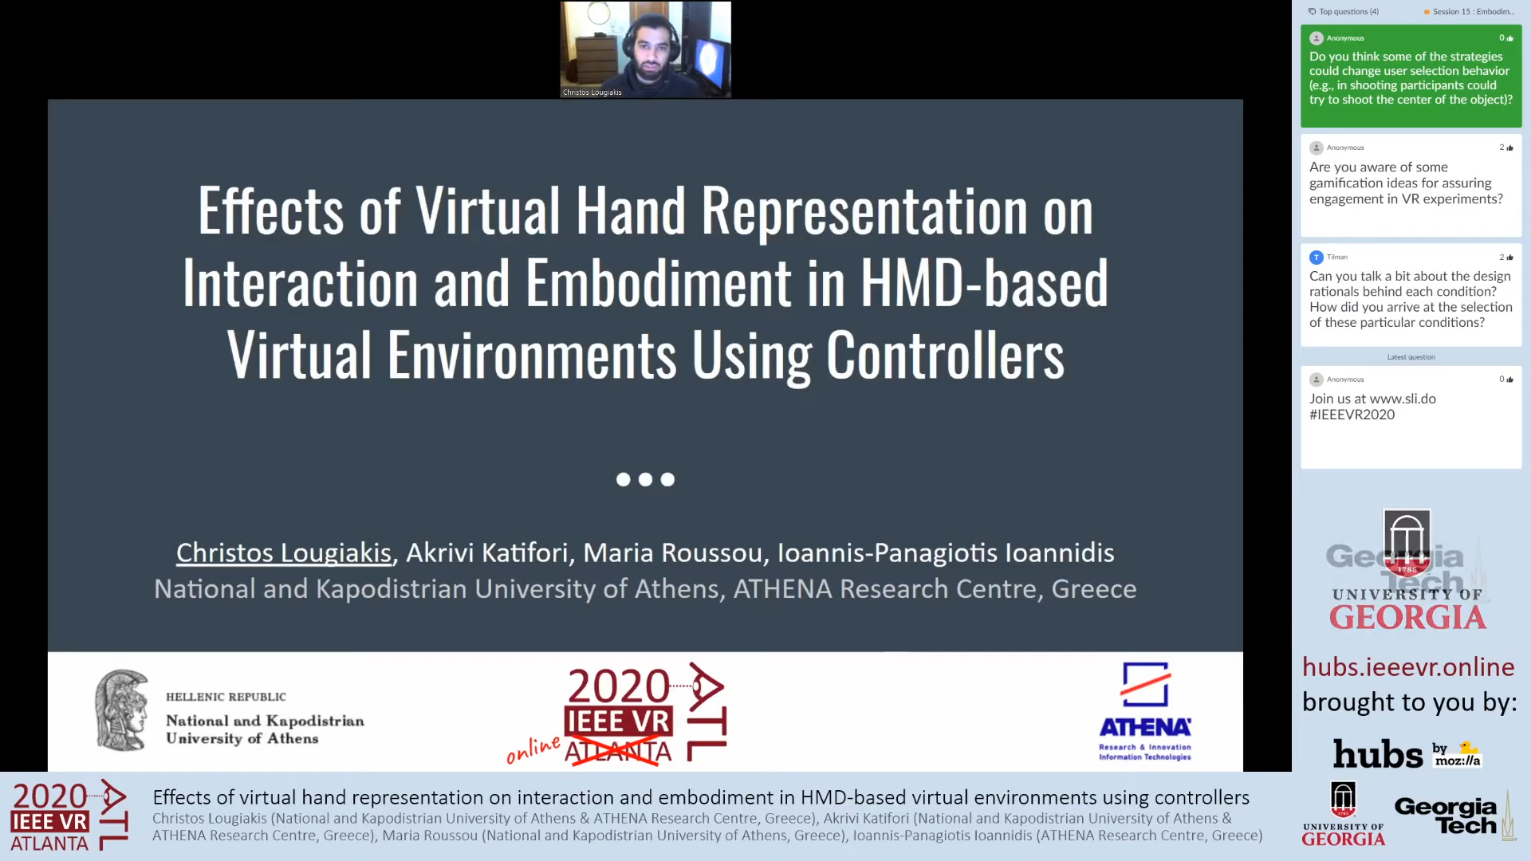 Christos Lougiakis
Effects of Virtual Hand Representation on
Interaction and Embodiment in HMD-based
Virtual Environments Using Controllers
Christos Lougiakis, Akrivi Katifori, Maria Roussou, Ioannis-Panagiotis Ioannidis
National and Kapodistrian University of Athens, ATHENA Research Centre, Greece
HELLENIC REPUBLIC
National and Kapodistrian
University of Athens
2020
IEEE VR
online
ATLANTA
ATL
ATHENA
Research & Innovation
Information Technologies
Top questions (4)
Session 15 : Embodim...
Anonymous
0
Do you think some of the strategies
could change user selection behavior
(e.g., in shooting participants could
try to shoot the center of the object)?
Anonymous
2
Are you aware of some
gamification ideas for assuring
engagement in VR experiments?
T
Tilman
2
Can you talk a bit about the design
rationals behind each condition?
How did you arrive at the selection
of these particular conditions?
Latest question
Anonymous
0
Join us at www.sli.do
#IEEEVR2020
Georgia
Tech
1785
UNIVERSITY OF
GEORGIA
hubs.ieeevr.online
brought to you by:
hubs by
moz://a
UNIVERSITY OF
GEORGIA
Georgia
Tech
2020
IEEE VR
ATLANTA
ATL
Effects of virtual hand representation on interaction and embodiment in HMD-based virtual environments using controllers
Christos Lougiakis (National and Kapodistrian University of Athens & ATHENA Research Centre, Greece), Akrivi Katifori (National and Kapodistrian University of Athens &
ATHENA Research Centre, Greece), Maria Roussou (National and Kapodistrian University of Athens, Greece), Ioannis-Panagiotis Ioannidis (ATHENA Research Centre, Greece)